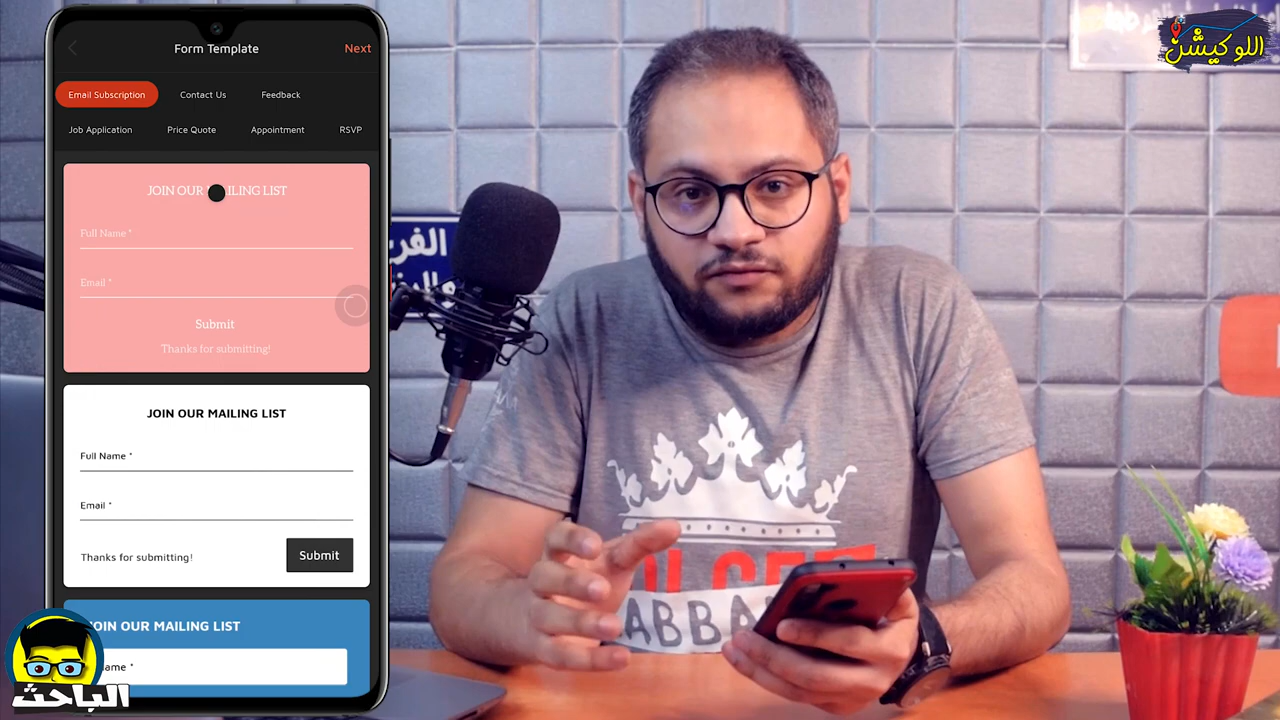 Form Template
Next
Email Subscription
Contact Us
Feedback
Job Application
Price Quote
Appointment
RSVP
JOIN OUR MAILING LIST
Full Name *
Email *
Submit
Thanks for submitting!
JOIN OUR MAILING LIST
Full Name *
Email *
Thanks for submitting!
Submit
JOIN OUR MAILING LIST
ame *
الباحث
اللوكيشن